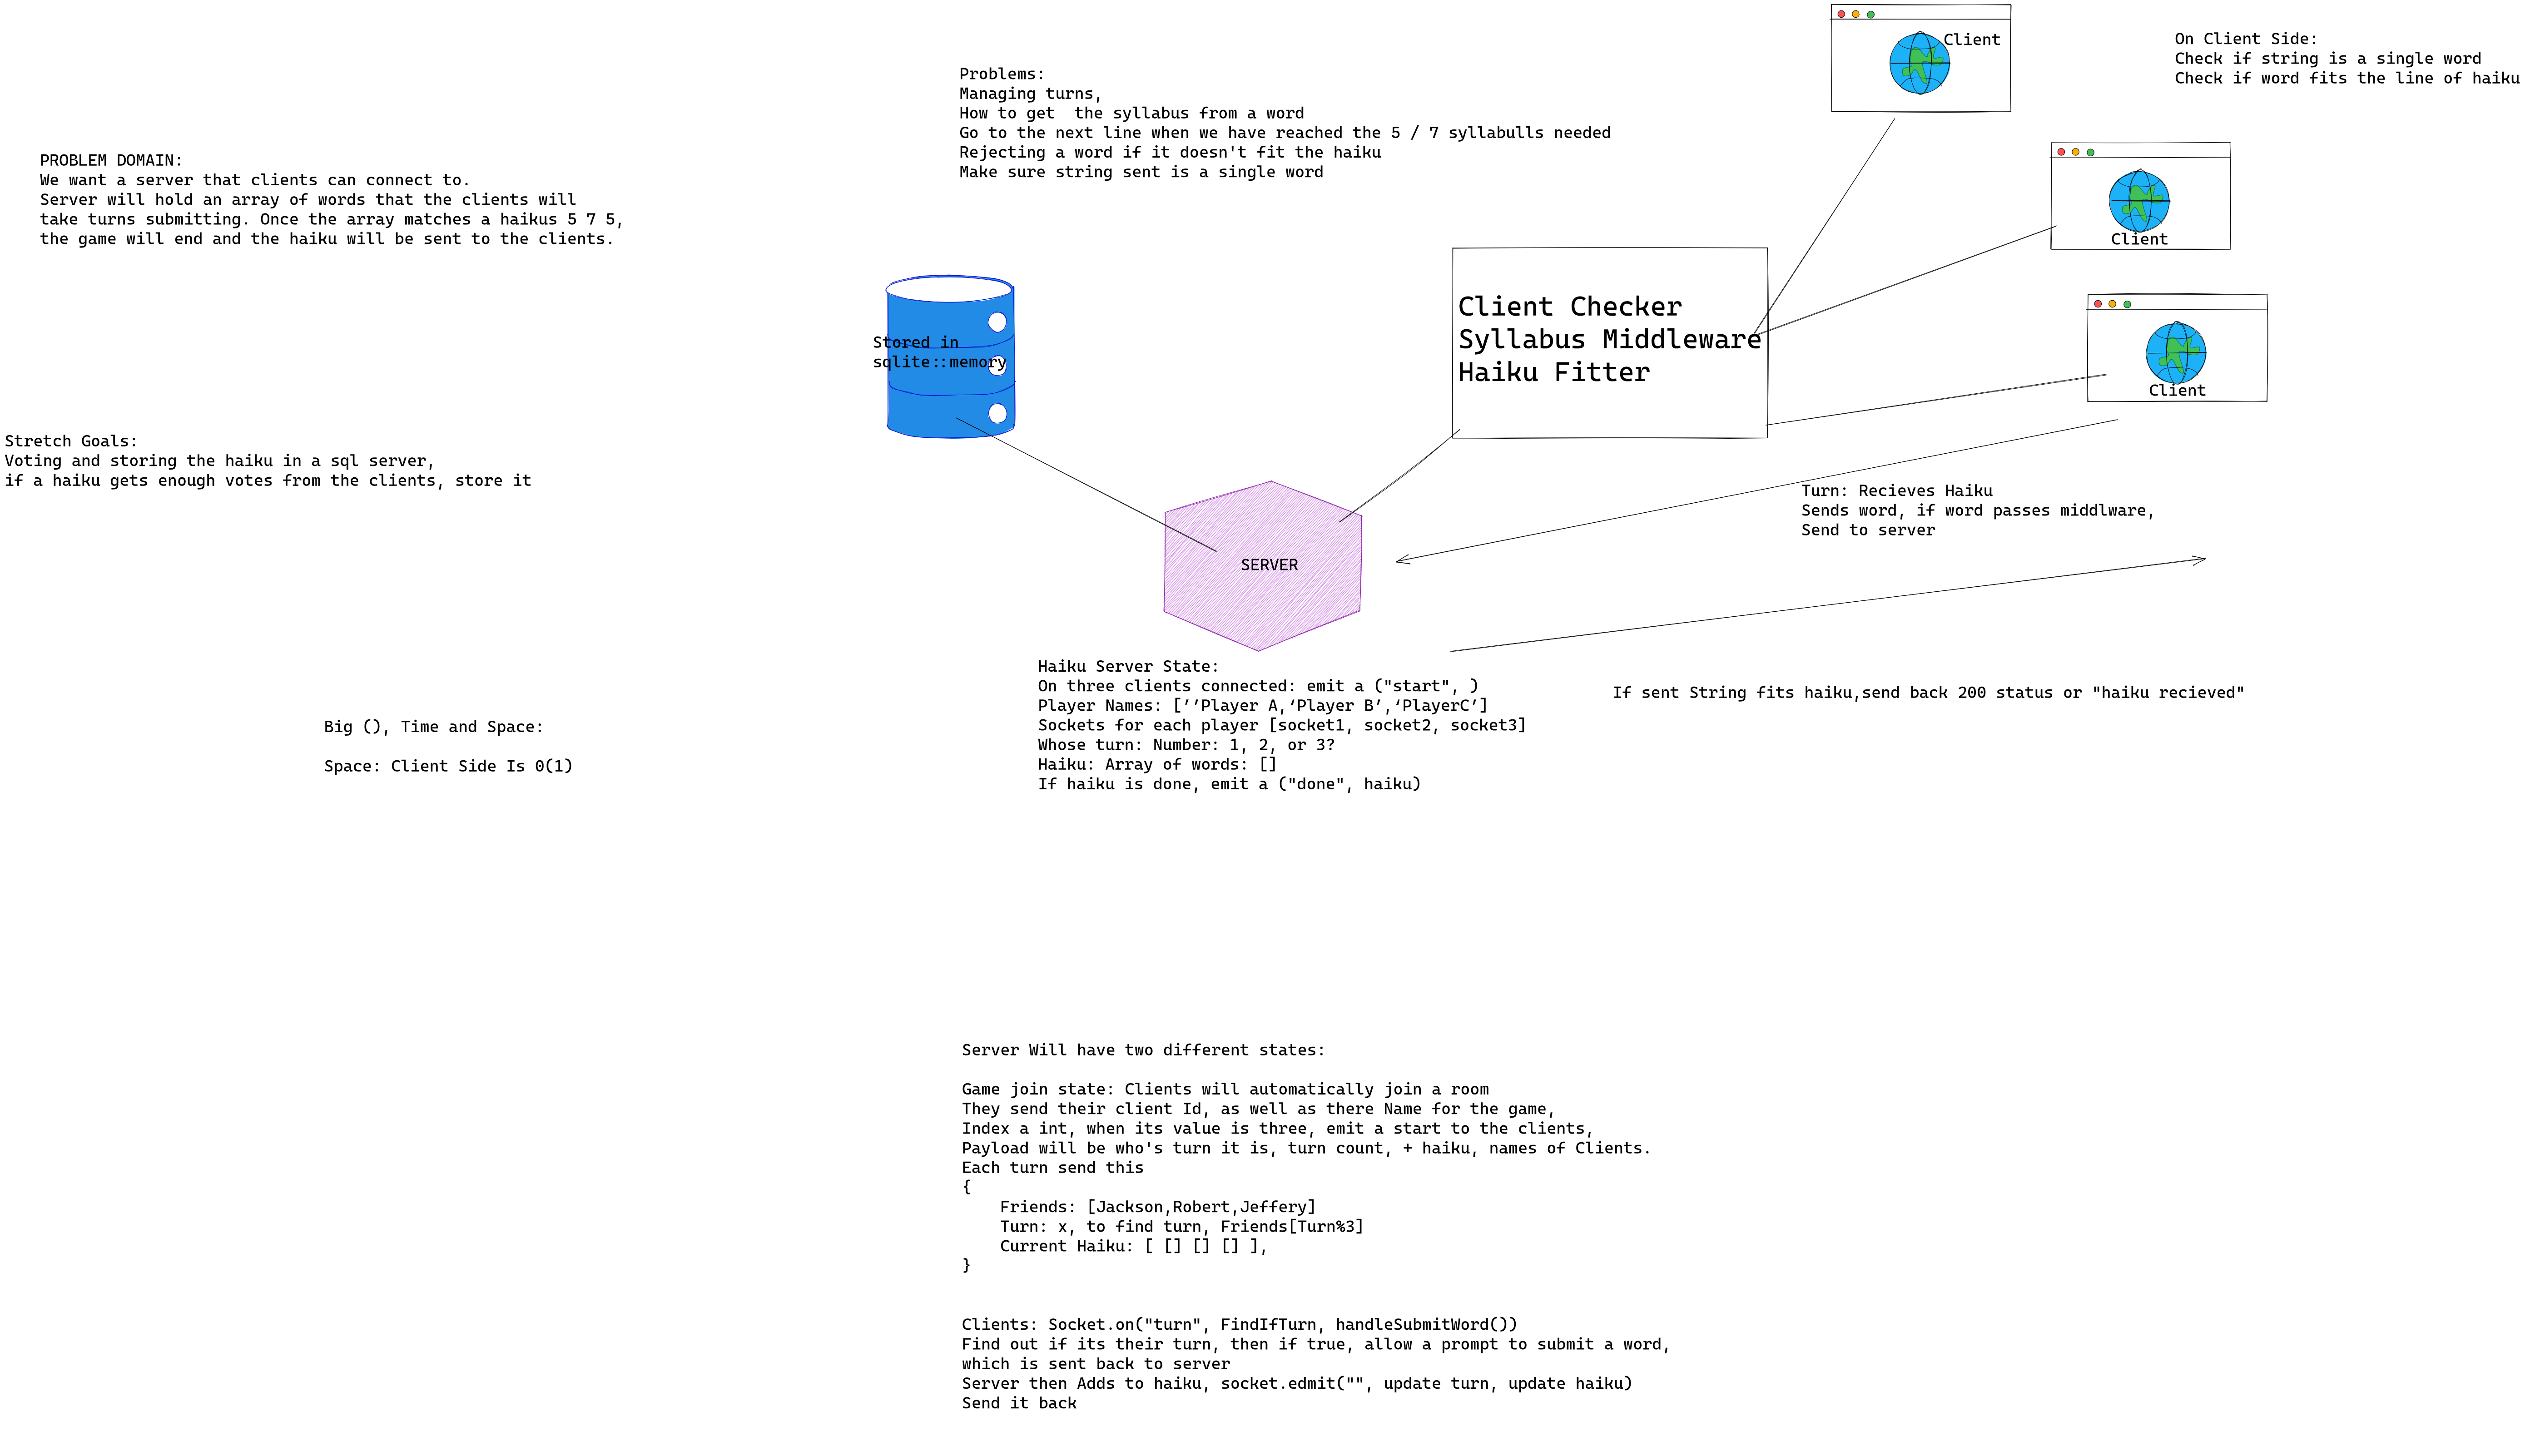 PROBLEM DOMAIN:
We want a server that clients can connect to.
Server will hold an array of words that the clients will
take turns submitting. Once the array matches a haikus 5 7 5,
the game will end and the haiku will be sent to the clients.
Stretch Goals:
Voting and storing the haiku in a sql server,
if a haiku gets enough votes from the clients, store it
Big (), Time and Space:
Space: Client Side Is 0(1)
Problems:
Managing turns,
How to get  the syllabus from a word
Go to the next line when we have reached the 5 / 7 syllabulls needed
Rejecting a word if it doesn't fit the haiku
Make sure string sent is a single word
Stored in
sqlite::memory
Client Checker
Syllabus Middleware
Haiku Fitter
Client
Client
Client
On Client Side:
Check if string is a single word
Check if word fits the line of haiku
SERVER
Turn: Recieves Haiku
Sends word, if word passes middlware,
Send to server
If sent String fits haiku,send back 200 status or "haiku recieved"
Haiku Server State:
On three clients connected: emit a ("start", )
Player Names: [’’Player A,‘Player B’,‘PlayerC’]
Sockets for each player [socket1, socket2, socket3]
Whose turn: Number: 1, 2, or 3?
Haiku: Array of words: []
If haiku is done, emit a ("done", haiku)
Server Will have two different states:
Game join state: Clients will automatically join a room
They send their client Id, as well as there Name for the game,
Index a int, when its value is three, emit a start to the clients,
Payload will be who's turn it is, turn count, + haiku, names of Clients.
Each turn send this
{
Friends: [Jackson,Robert,Jeffery]
Turn: x, to find turn, Friends[Turn%3]
Current Haiku: [ [] [] [] ],
}
Clients: Socket.on("turn", FindIfTurn, handleSubmitWord())
Find out if its their turn, then if true, allow a prompt to submit a word,
which is sent back to server
Server then Adds to haiku, socket.edmit("", update turn, update haiku)
Send it back